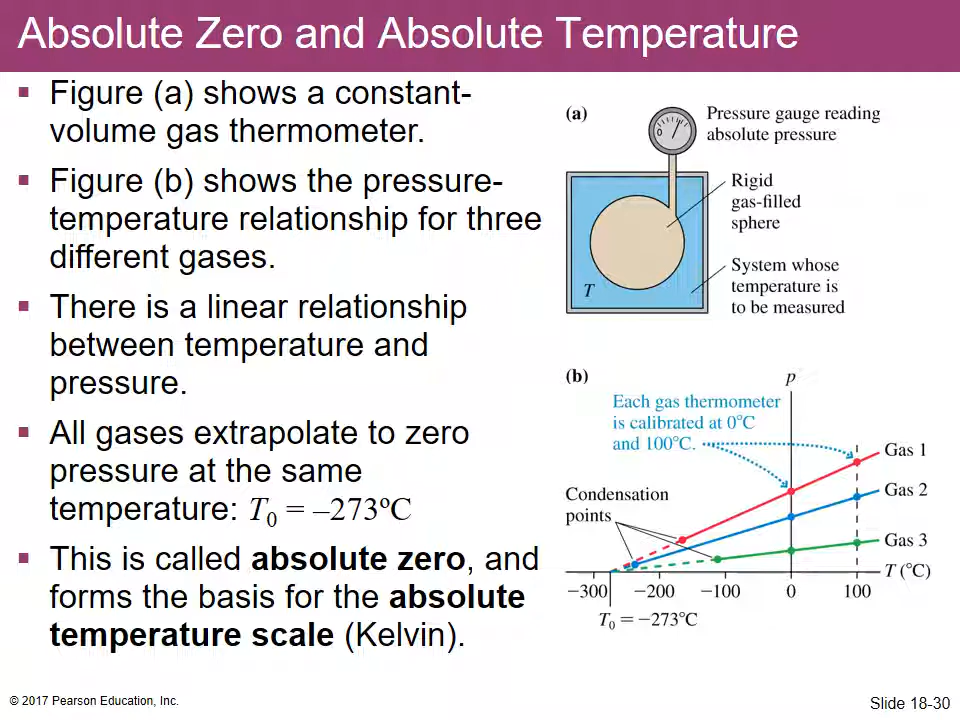 Absolute Zero and Absolute Temperature
▪ Figure (a) shows a constant-
volume gas thermometer.
▪ Figure (b) shows the pressure-
temperature relationship for three
different gases.
▪ There is a linear relationship
between temperature and
pressure.
▪ All gases extrapolate to zero
pressure at the same
temperature: T₀ = –273ºC
▪ This is called absolute zero, and
forms the basis for the absolute
temperature scale (Kelvin).
(a)
Pressure gauge reading
absolute pressure
0
Rigid
gas-filled
sphere
System whose
temperature is
to be measured
T
(b)
p
Each gas thermometer
is calibrated at 0°C
and 100°C.
Gas 1
Condensation
points
Gas 2
Gas 3
T (°C)
−300 −200 −100 0 100
T₀ = −273°C
© 2017 Pearson Education, Inc.
Slide 18-30